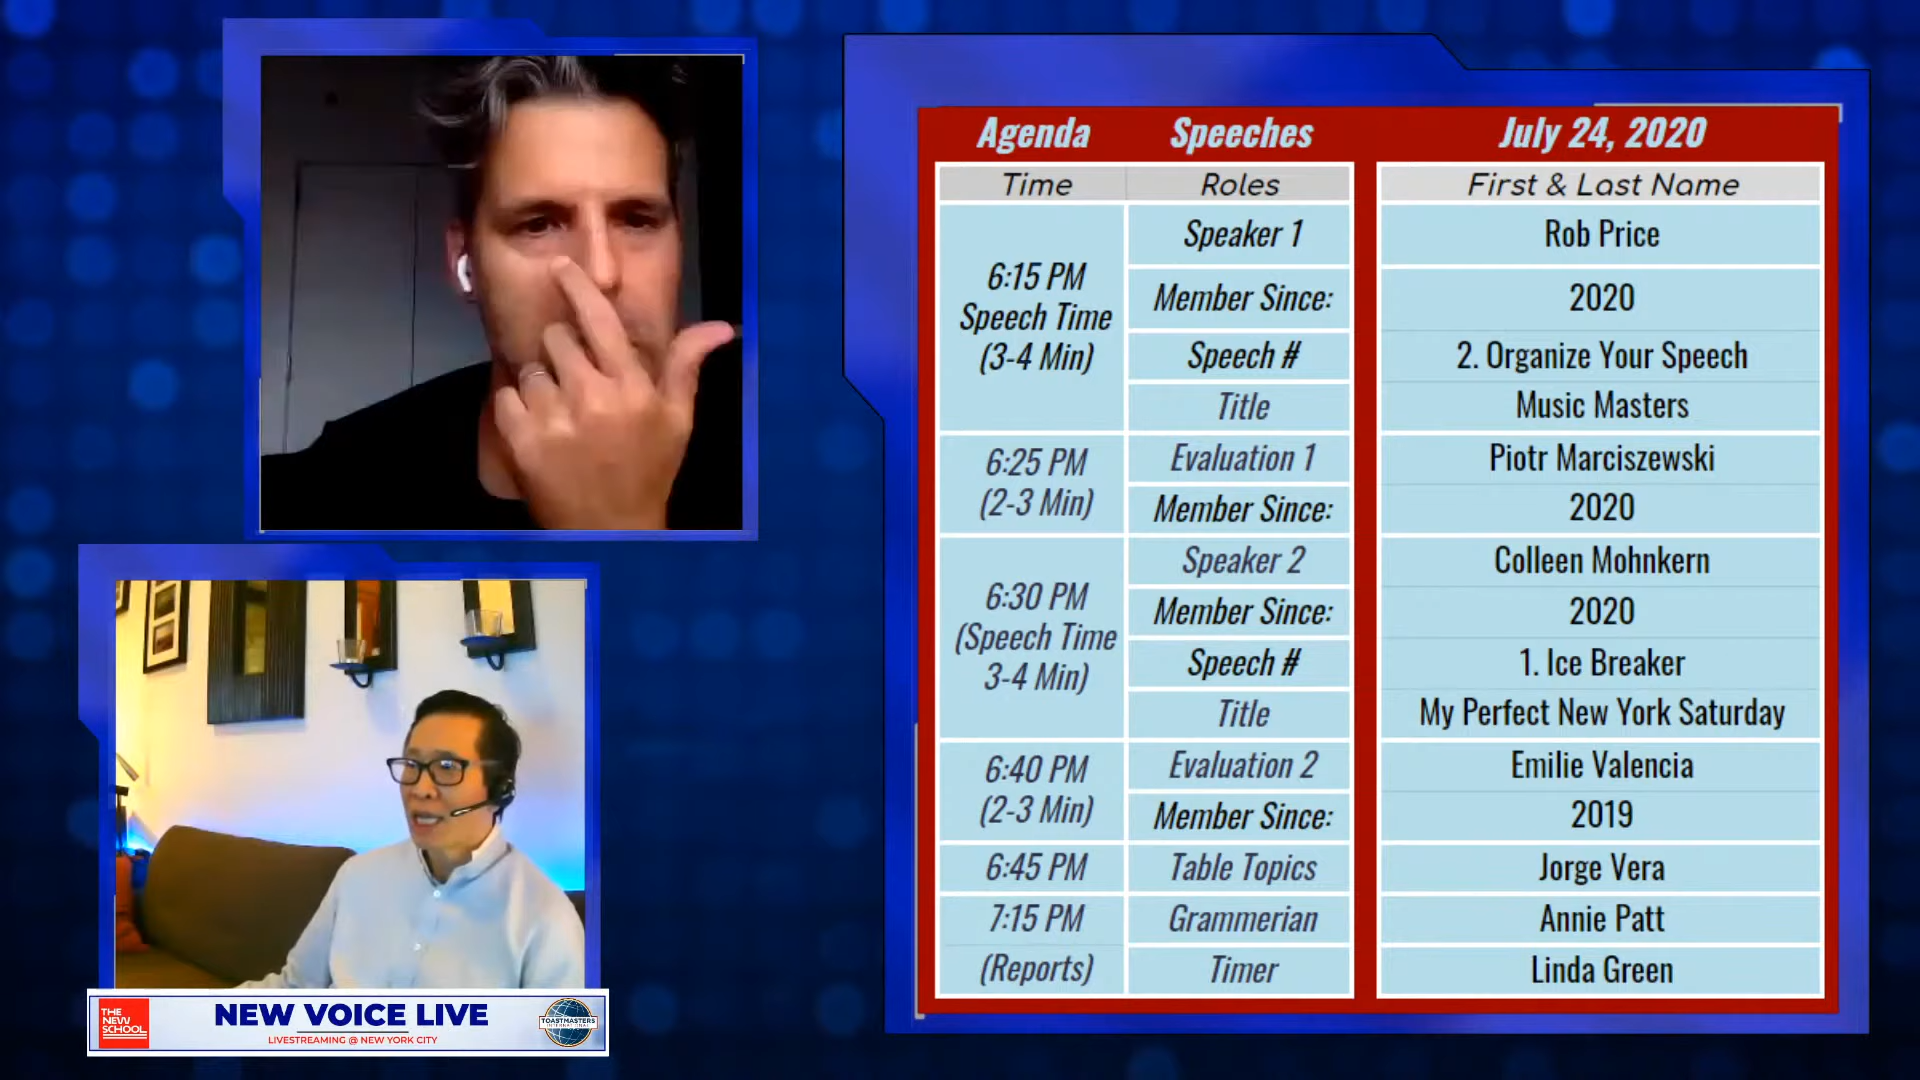 Agenda Speeches July 24, 2020
Time Roles First & Last Name
Speaker 1 Rob Price
6:15 PM
Speech Time
(3-4 Min)
Member Since: 2020
Speech # 2. Organize Your Speech
Title Music Masters
6:25 PM
(2-3 Min)
Evaluation 1 Piotr Marciszewski
Member Since: 2020
6:30 PM
(Speech Time
3-4 Min)
Speaker 2 Colleen Mohnkern
Member Since: 2020
Speech # 1. Ice Breaker
Title My Perfect New York Saturday
6:40 PM
(2-3 Min)
Evaluation 2 Emilie Valencia
Member Since: 2019
6:45 PM Table Topics Jorge Vera
7:15 PM Grammerian Annie Patt
(Reports) Timer Linda Green
THE
NEW
SCHOOL
NEW VOICE LIVE
LIVESTREAMING @ NEW YORK CITY
TOASTMASTERS
INTERNATIONAL